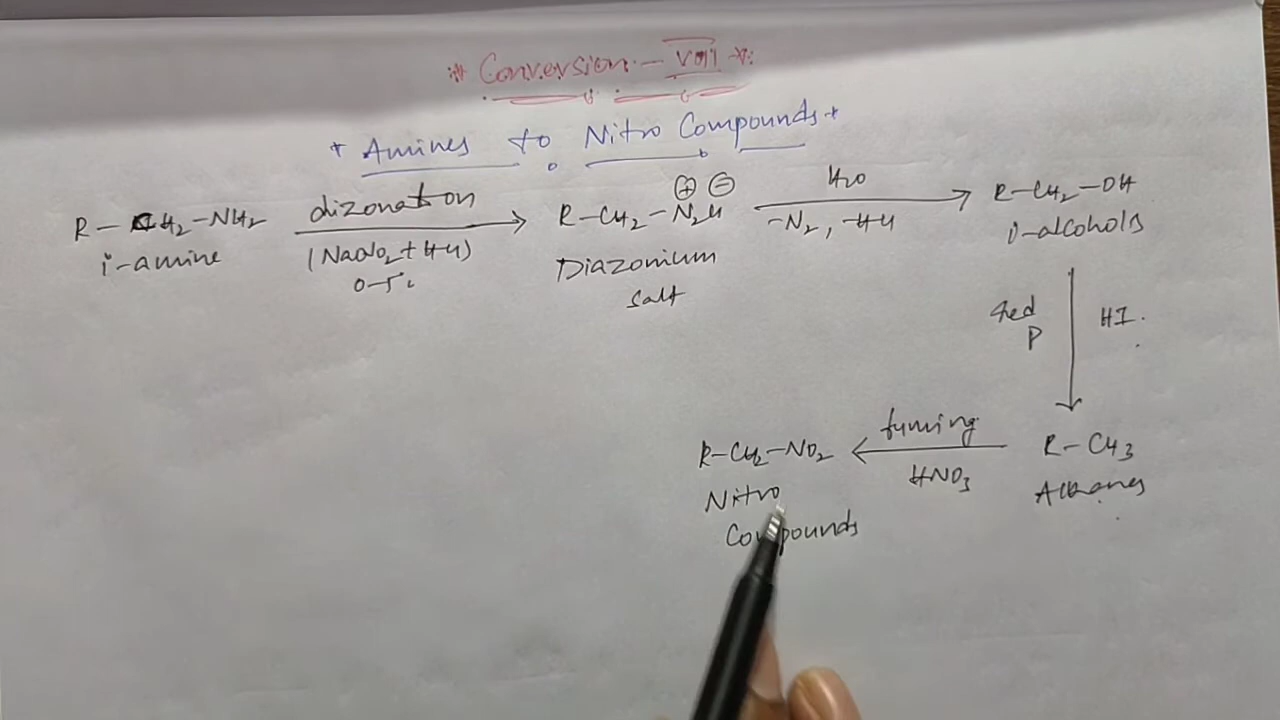 * Conversion - VIII *
* Amines to Nitro Compounds *
R-CH2-NH2
1°-amine
dizonation
(NaNO2 + HCl)
0-5°c
R-CH2-N2Cl
⊕ ⊖
Diazonium
salt
H2O
-N2, -HCl
R-CH2-OH
1°-alcohols
red
P
HI.
R-CH3
Alkanes
fuming
HNO3
R-CH2-NO2
Nitro
Compounds